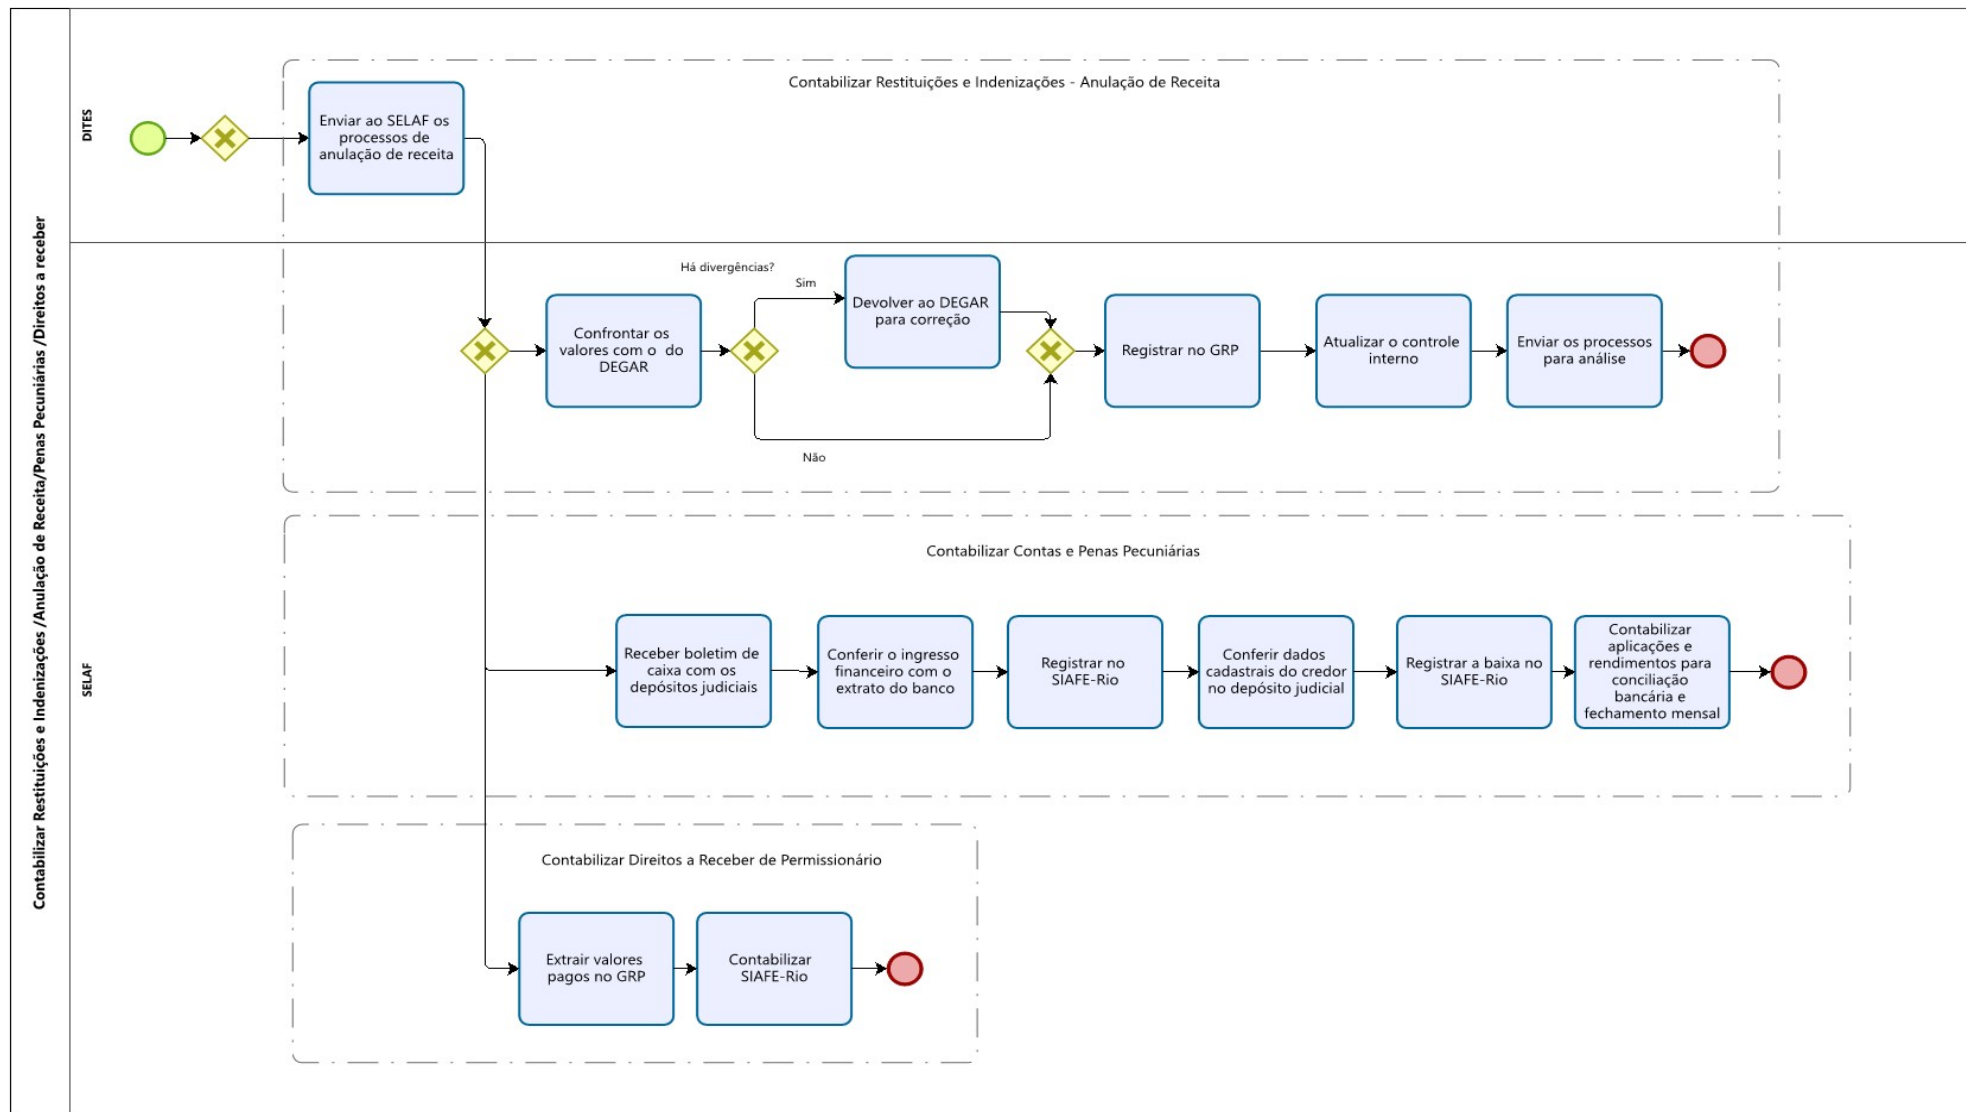 Contabilizar Restituições e Indenizações /Anulação de Receita/Penas Pecuniárias /Direitos a receber
DITES
Contabilizar Restituições e Indenizações - Anulação de Receita
Enviar ao SELAF os
processos de
anulação de receita
SELAF
Há divergências?
Sim
Não
Confrontar os
valores com o do
DEGAR
Devolver ao DEGAR
para correção
Registrar no GRP
Atualizar o controle
interno
Enviar os processos
para análise
Contabilizar Contas e Penas Pecuniárias
Receber boletim de
caixa com os
depósitos judiciais
Conferir o ingresso
financeiro com o
extrato do banco
Registrar no
SIAFE-Rio
Conferir dados
cadastrais do credor
no depósito judicial
Registrar a baixa no
SIAFE-Rio
Contabilizar
aplicações e
rendimentos para
conciliação
bancária e
fechamento mensal
Contabilizar Direitos a Receber de Permissionário
Extrair valores
pagos no GRP
Contabilizar
SIAFE-Rio